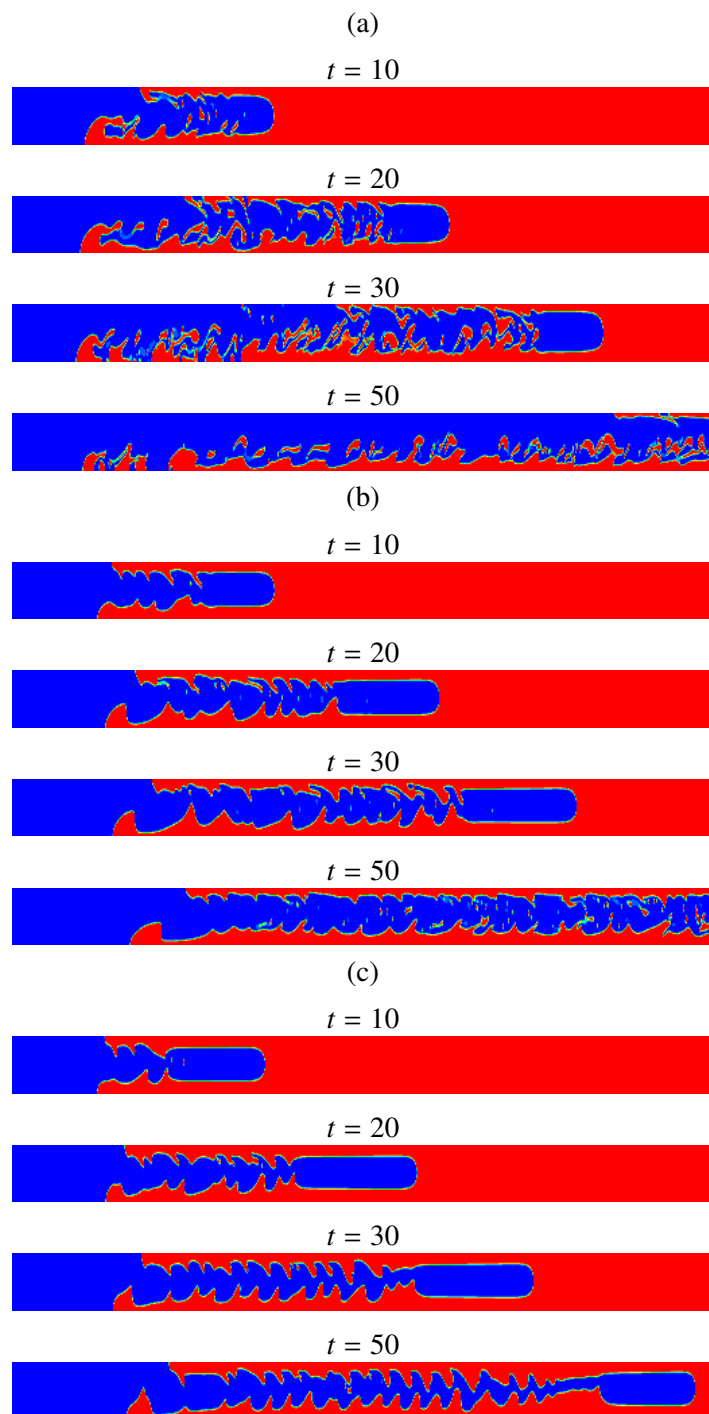 (a)
t = 10
t = 20
t = 30
t = 50
(b)
t = 10
t = 20
t = 30
t = 50
(c)
t = 10
t = 20
t = 30
t = 50